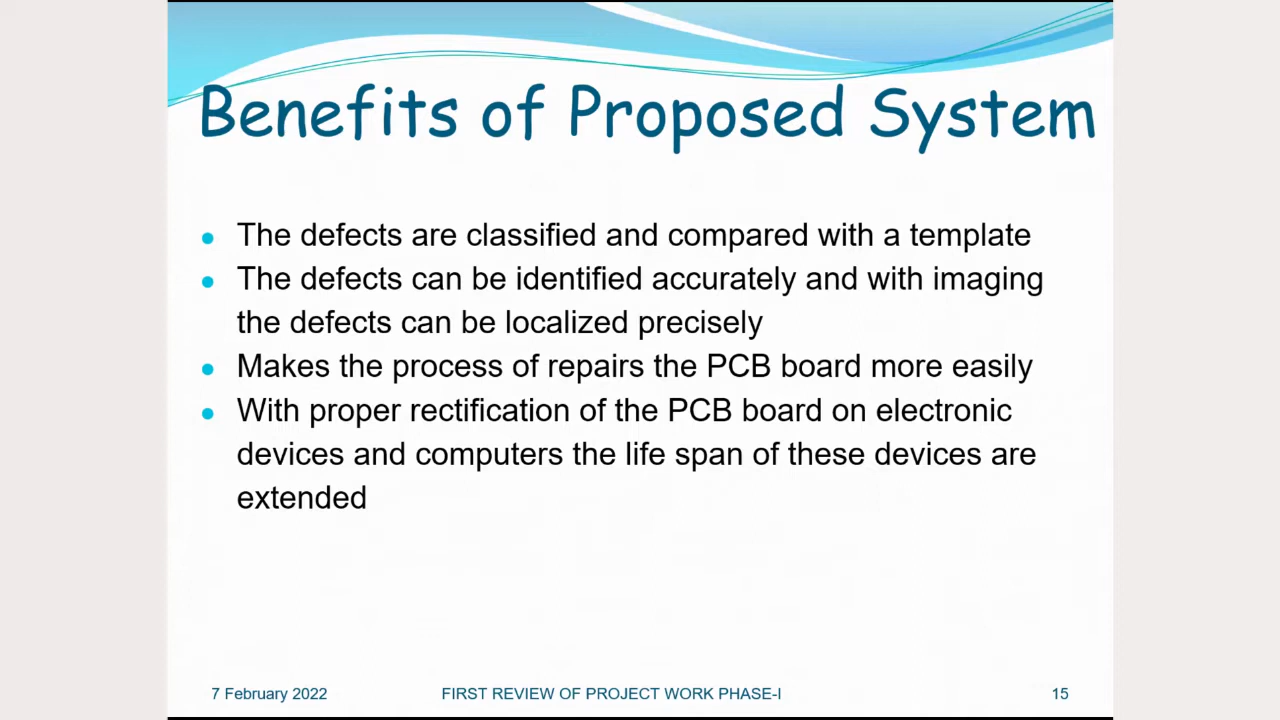 Benefits of Proposed System
The defects are classified and compared with a template
The defects can be identified accurately and with imaging
the defects can be localized precisely
Makes the process of repairs the PCB board more easily
With proper rectification of the PCB board on electronic
devices and computers the life span of these devices are
extended
7 February 2022
FIRST REVIEW OF PROJECT WORK PHASE-I
15